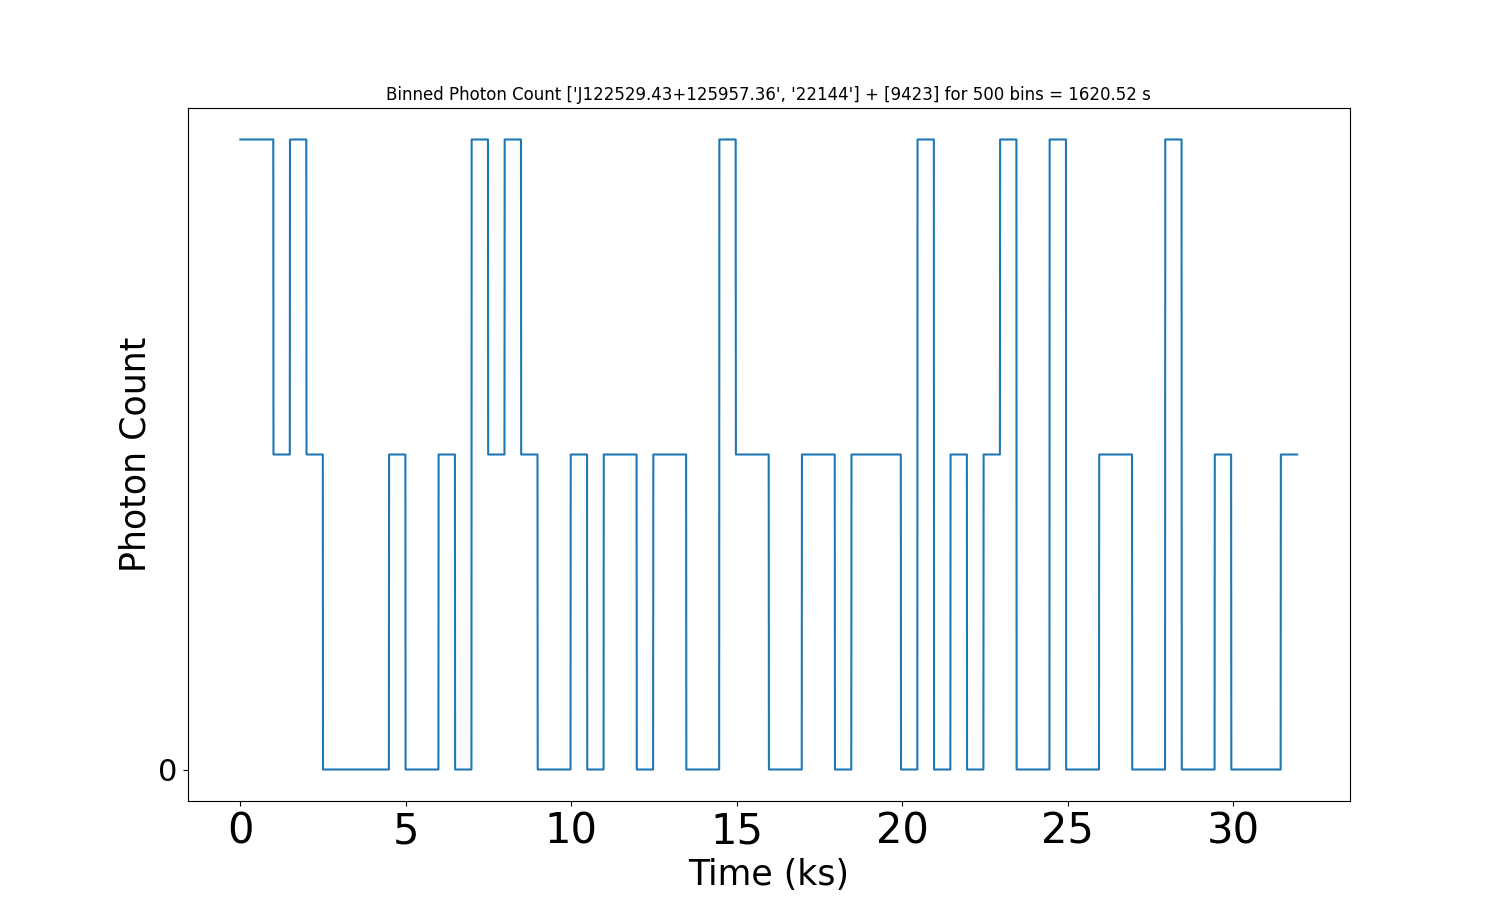 Binned Photon Count ['J122529.43+125957.36', '22144'] + [9423] for 500 bins = 1620.52 s
Photon Count
0
0 5 10 15 20 25 30
Time (ks)